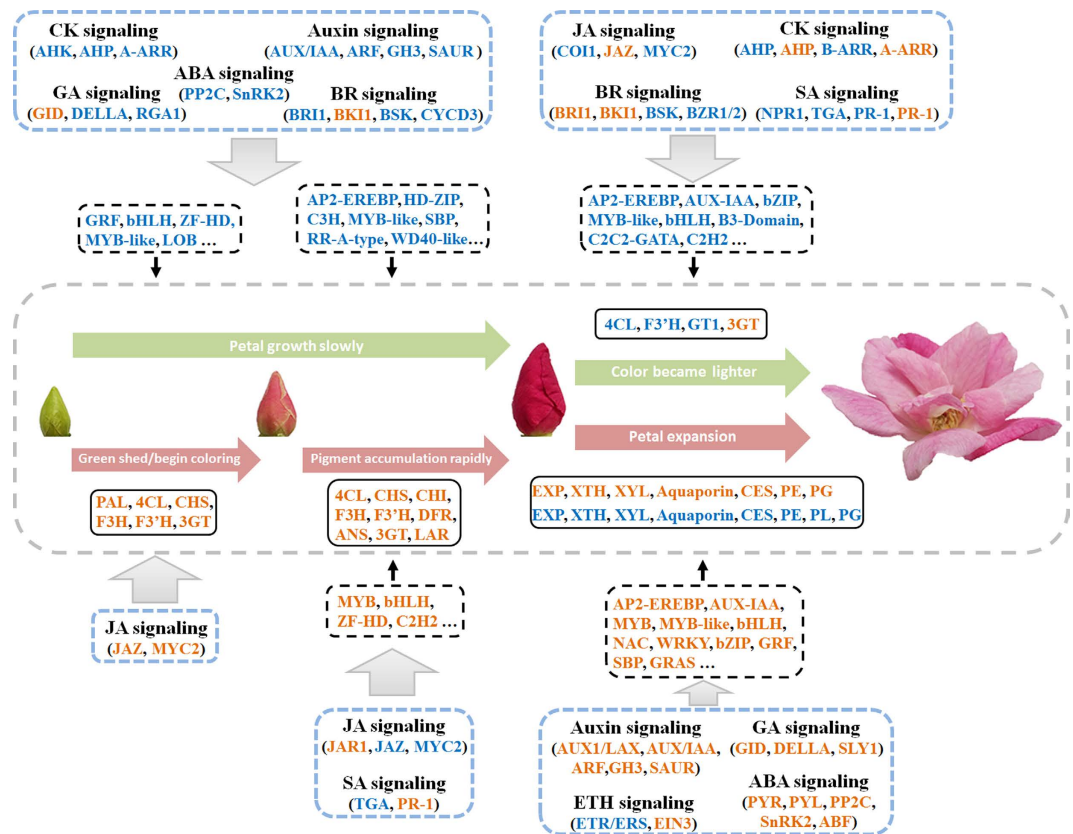 CK signaling
(AHK, AHP, A-ARR)
Auxin signaling
(AUX/IAA, ARF, GH3, SAUR )
ABA signaling
(PP2C, SnRK2)
GA signaling
(GID, DELLA, RGA1)
BR signaling
(BRI1, BKI1, BSK, CYCD3)
JA signaling
(COI1, JAZ, MYC2)
CK signaling
(AHP, AHP, B-ARR, A-ARR)
BR signaling
(BRI1, BKI1, BSK, BZR1/2)
SA signaling
(NPR1, TGA, PR-1, PR-1)
GRF, bHLH, ZF-HD,
MYB-like, LOB ...
AP2-EREBP, HD-ZIP,
C3H, MYB-like, SBP,
RR-A-type, WD40-like...
AP2-EREBP, AUX-IAA, bZIP,
MYB-like, bHLH, B3-Domain,
C2C2-GATA, C2H2 ...
4CL, F3’H, GT1, 3GT
Petal growth slowly
Color became lighter
Green shed/begin coloring
Pigment accumulation rapidly
Petal expansion
PAL, 4CL, CHS,
F3H, F3’H, 3GT
4CL, CHS, CHI,
F3H, F3’H, DFR,
ANS, 3GT, LAR
EXP, XTH, XYL, Aquaporin, CES, PE, PG
EXP, XTH, XYL, Aquaporin, CES, PE, PL, PG
JA signaling
(JAZ, MYC2)
MYB, bHLH,
ZF-HD, C2H2 ...
AP2-EREBP, AUX-IAA,
MYB, MYB-like, bHLH,
NAC, WRKY, bZIP, GRF,
SBP, GRAS ...
JA signaling
(JAR1, JAZ, MYC2)
SA signaling
(TGA, PR-1)
Auxin signaling
(AUX1/LAX, AUX/IAA,
ARF,GH3, SAUR)
GA signaling
(GID, DELLA, SLY1)
ETH signaling
(ETR/ERS, EIN3)
ABA signaling
(PYR, PYL, PP2C,
SnRK2, ABF)